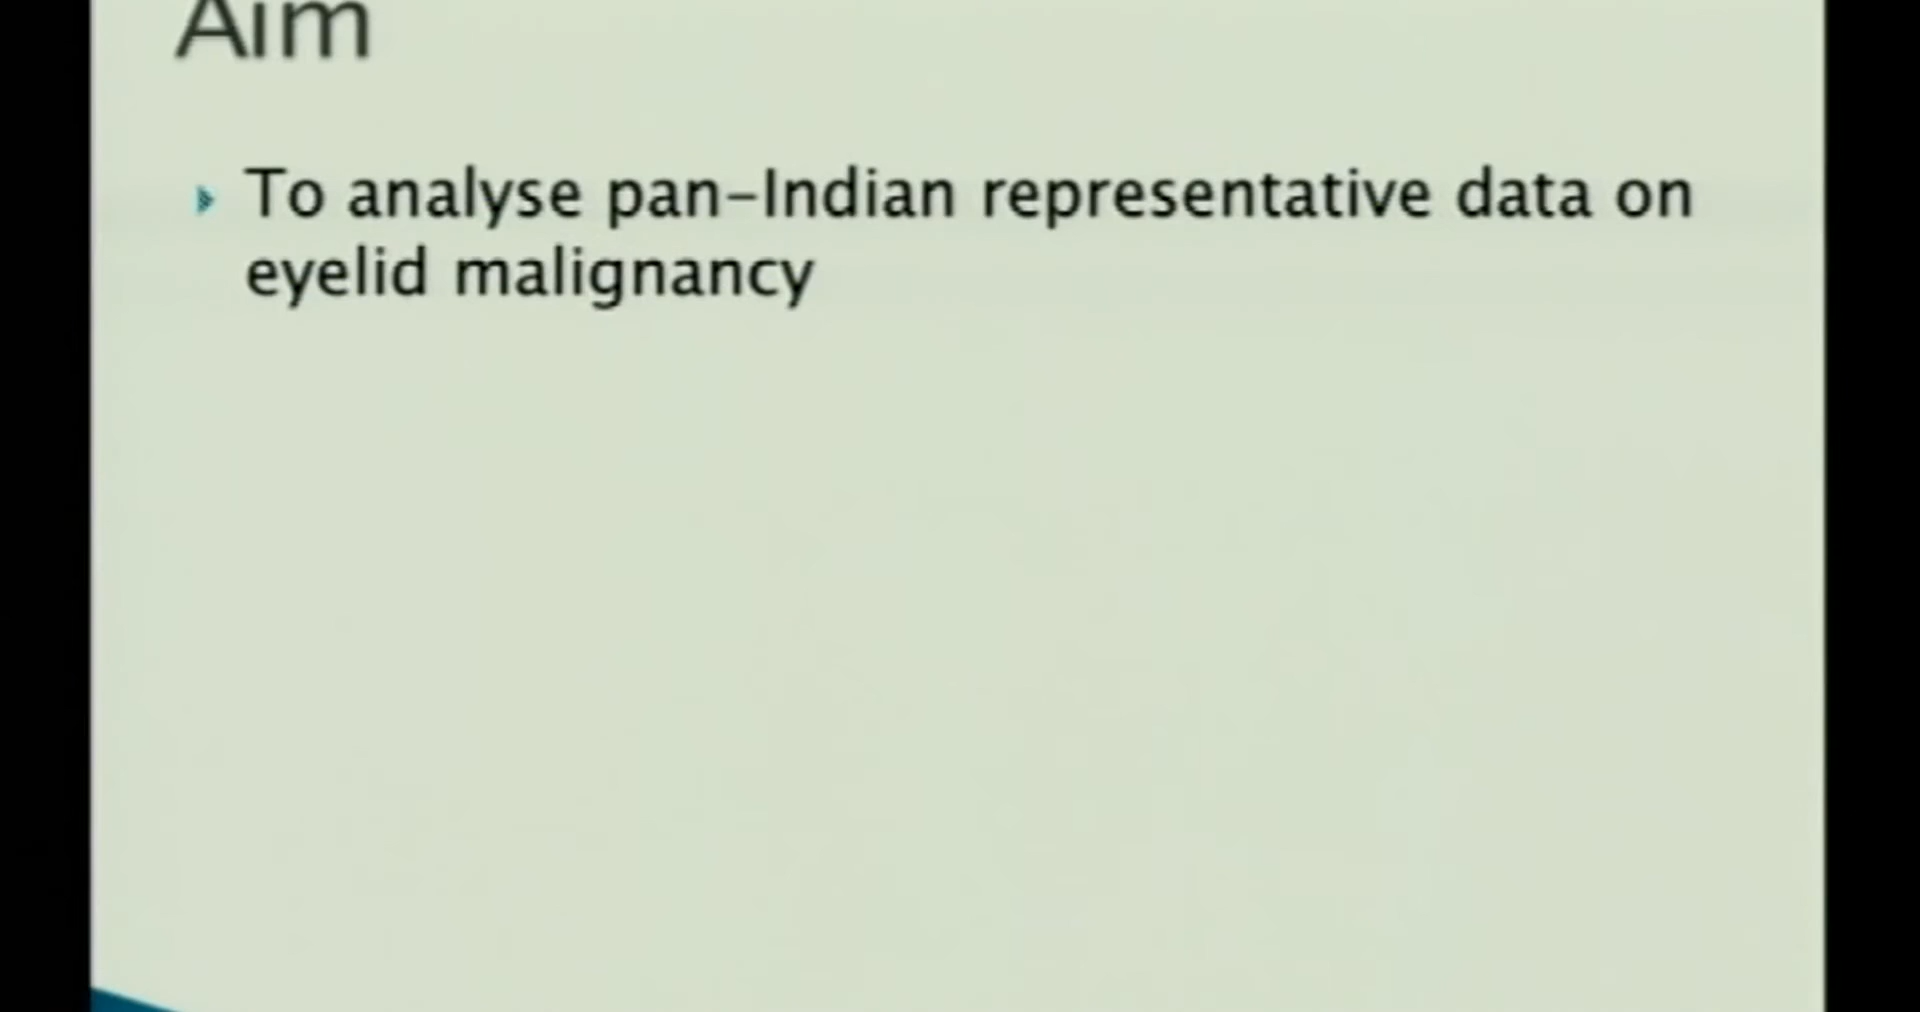 Aim
To analyse pan-Indian representative data on
eyelid malignancy